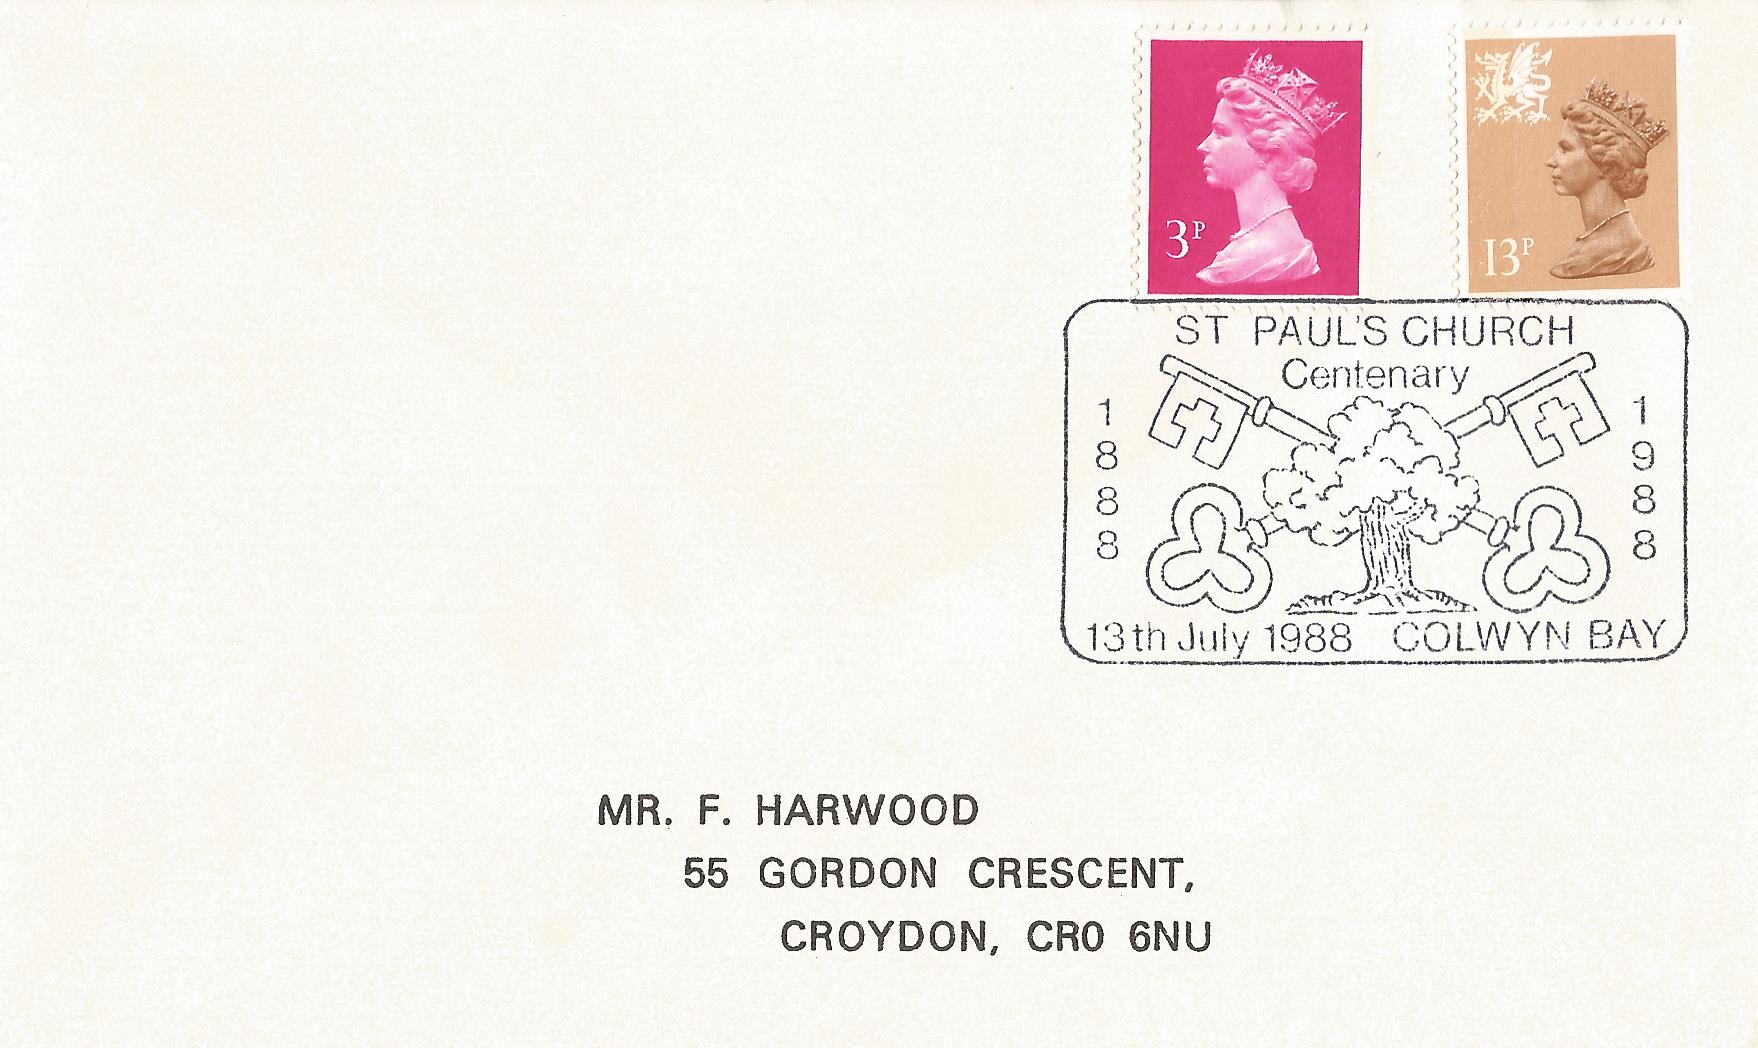 3P
13P
ST PAUL'S CHURCH
Centenary
1888
1988
13th July 1988 COLWYN BAY
MR. F. HARWOOD
55 GORDON CRESCENT,
CROYDON, CR0 6NU